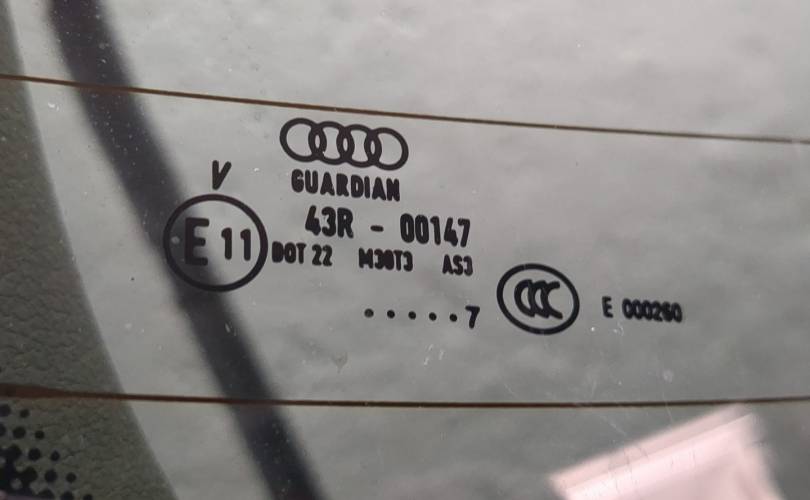 V
GUARDIAN
E 11
43R - 00147
DOT 22 M30T3 AS3
.....7
CCC
E 000260